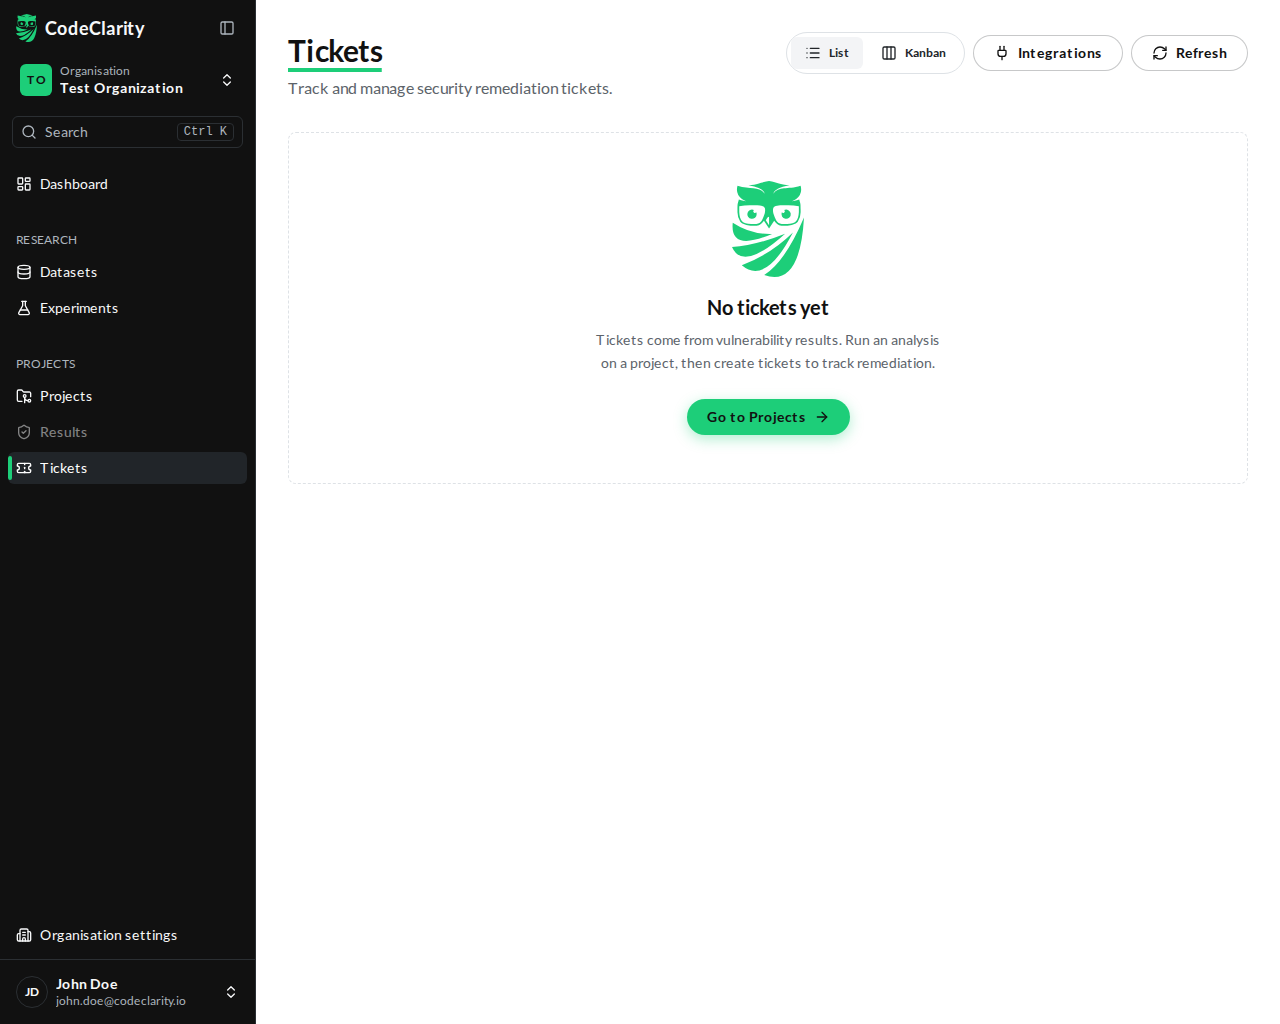 CodeClarity
TO
Organisation
Test Organization
Search
Ctrl K
Dashboard
RESEARCH
Datasets
Experiments
PROJECTS
Projects
Results
Tickets
Organisation settings
JD
John Doe
john.doe@codeclarity.io
Tickets
Track and manage security remediation tickets.
List
Kanban
Integrations
Refresh
No tickets yet
Tickets come from vulnerability results. Run an analysis
on a project, then create tickets to track remediation.
Go to Projects